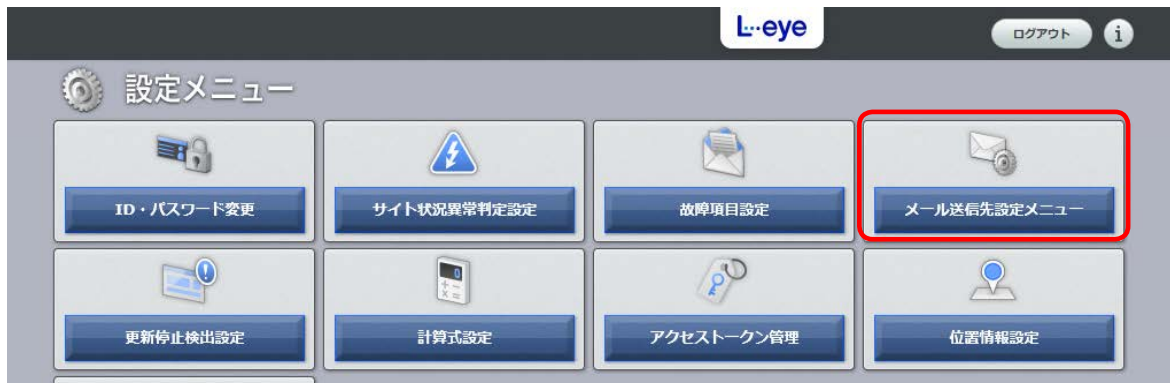 L・eye
ログアウト
i
設定メニュー
ID・パスワード変更
サイト状況異常判定設定
故障項目設定
メール送信先設定メニュー
更新停止検出設定
計算式設定
アクセストークン管理
位置情報設定